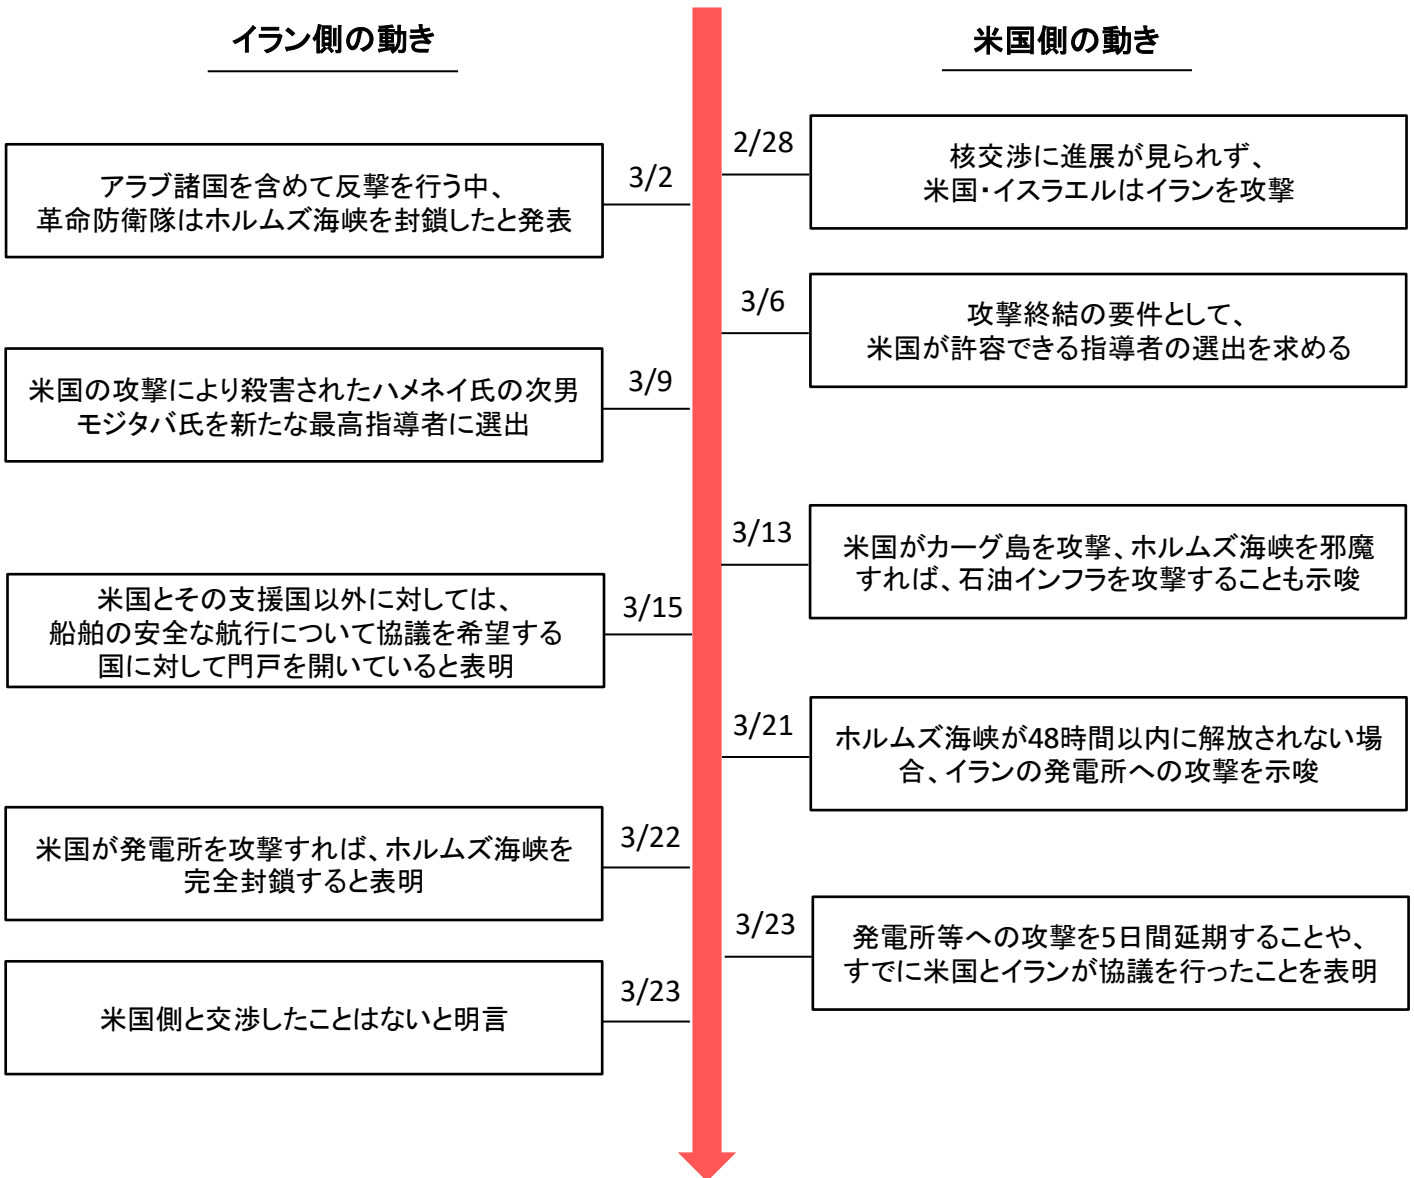 イラン側の動き
米国側の動き
2/28
核交渉に進展が見られず、
米国・イスラエルはイランを攻撃
3/2
アラブ諸国を含めて反撃を行う中、
革命防衛隊はホルムズ海峡を封鎖したと発表
3/6
攻撃終結の要件として、
米国が許容できる指導者の選出を求める
3/9
米国の攻撃により殺害されたハメネイ氏の次男
モジタバ氏を新たな最高指導者に選出
3/13
米国がカーグ島を攻撃、ホルムズ海峡を邪魔
すれば、石油インフラを攻撃することも示唆
3/15
米国とその支援国以外に対しては、
船舶の安全な航行について協議を希望する
国に対して門戸を開いていると表明
3/21
ホルムズ海峡が48時間以内に解放されない場
合、イランの発電所への攻撃を示唆
3/22
米国が発電所を攻撃すれば、ホルムズ海峡を
完全封鎖すると表明
3/23
発電所等への攻撃を5日間延期することや、
すでに米国とイランが協議を行ったことを表明
3/23
米国側と交渉したことはないと明言